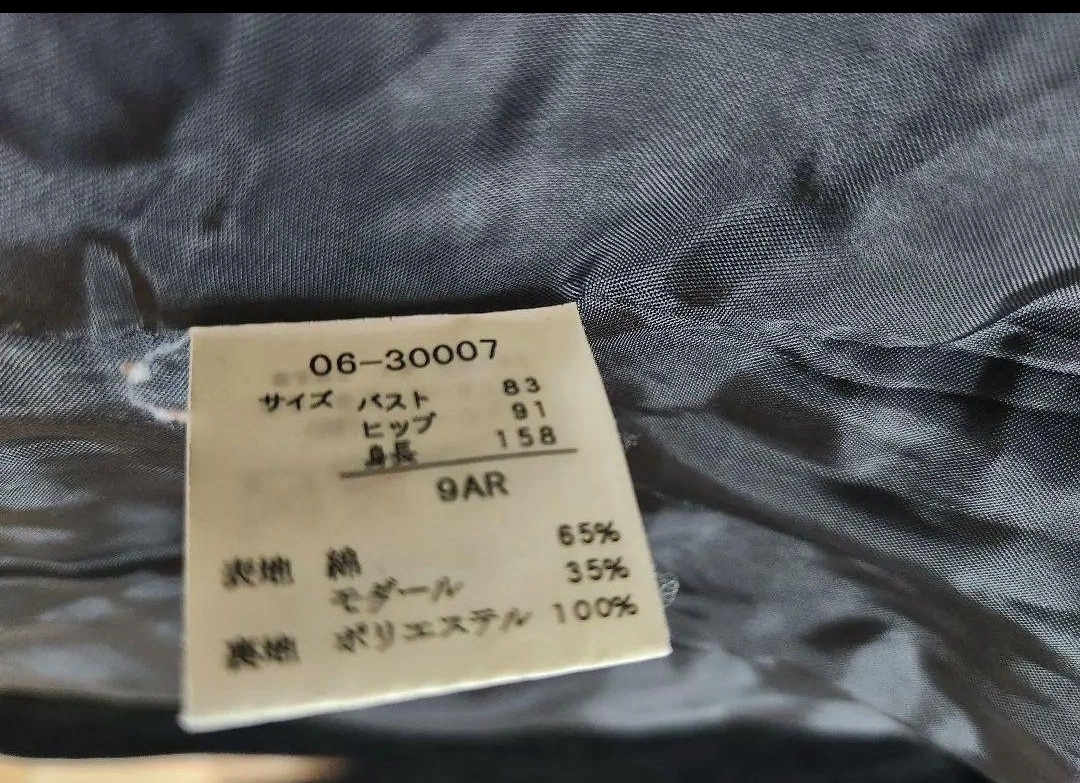 06-30007
サイズ バスト 83
ヒップ 91
身長 158
9AR
表地 綿 65%
モダール 35%
裏地 ポリエステル 100%